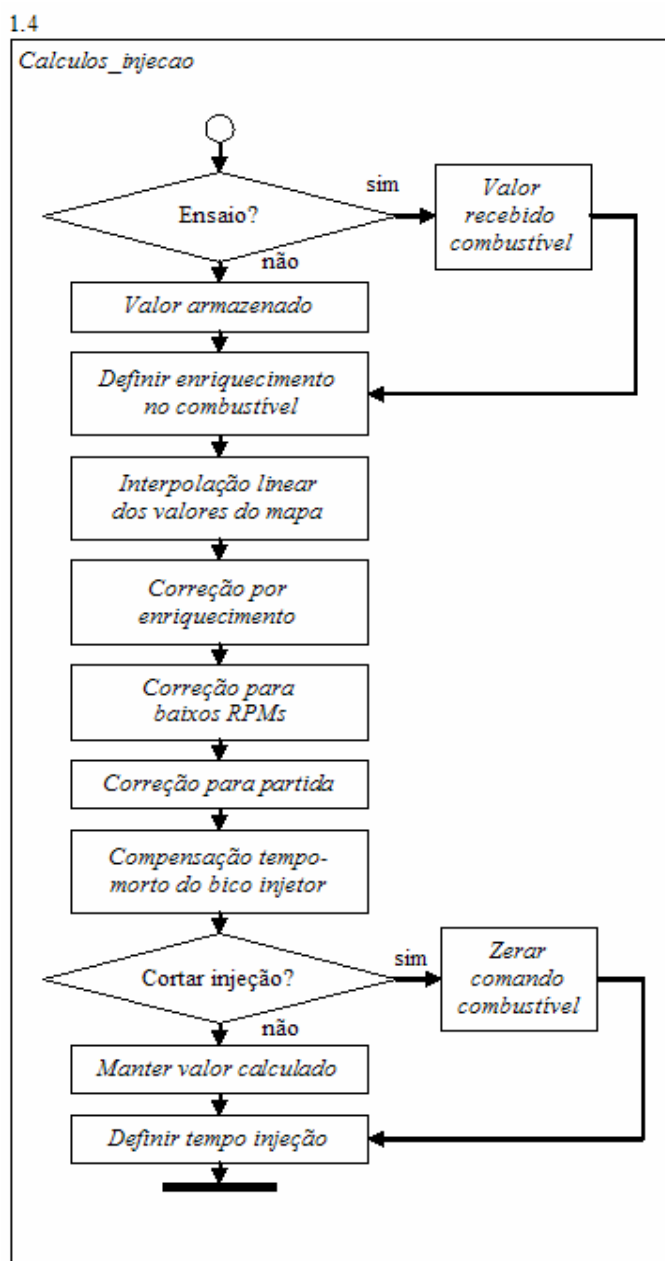 1.4
Calculos_injecao
Ensaio?
sim
Valor
recebido
combustível
não
Valor armazenado
Definir enriquecimento
no combustível
Interpolação linear
dos valores do mapa
Correção por
enriquecimento
Correção para
baixos RPMs
Correção para partida
Compensação tempo-
morto do bico injetor
Cortar injeção?
sim
Zerar
comando
combustível
não
Manter valor calculado
Definir tempo injeção